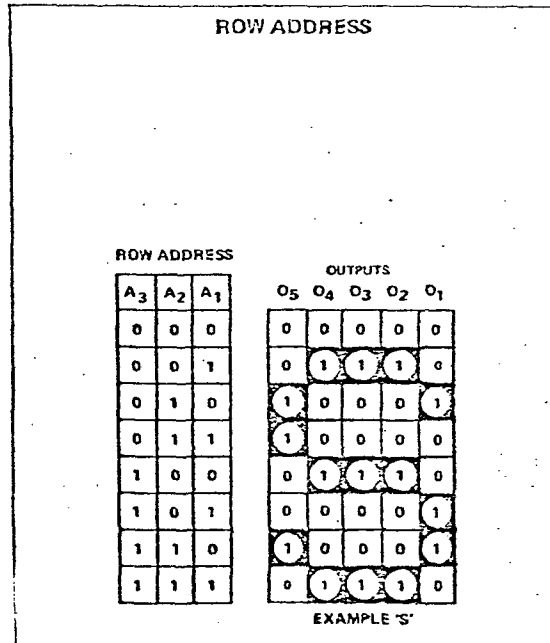 ROW ADDRESS
ROW ADDRESS
OUTPUTS
A3 A2 A1 O5 O4 O3 O2 O1
0 0 0 0 0 0 0 0
0 0 1 0 1 1 1 0
0 1 0 1 0 0 0 1
0 1 1 1 0 0 0 0
1 0 0 0 1 1 1 0
1 0 1 0 0 0 0 1
1 1 0 1 0 0 0 1
1 1 1 0 1 1 1 0
EXAMPLE 'S'